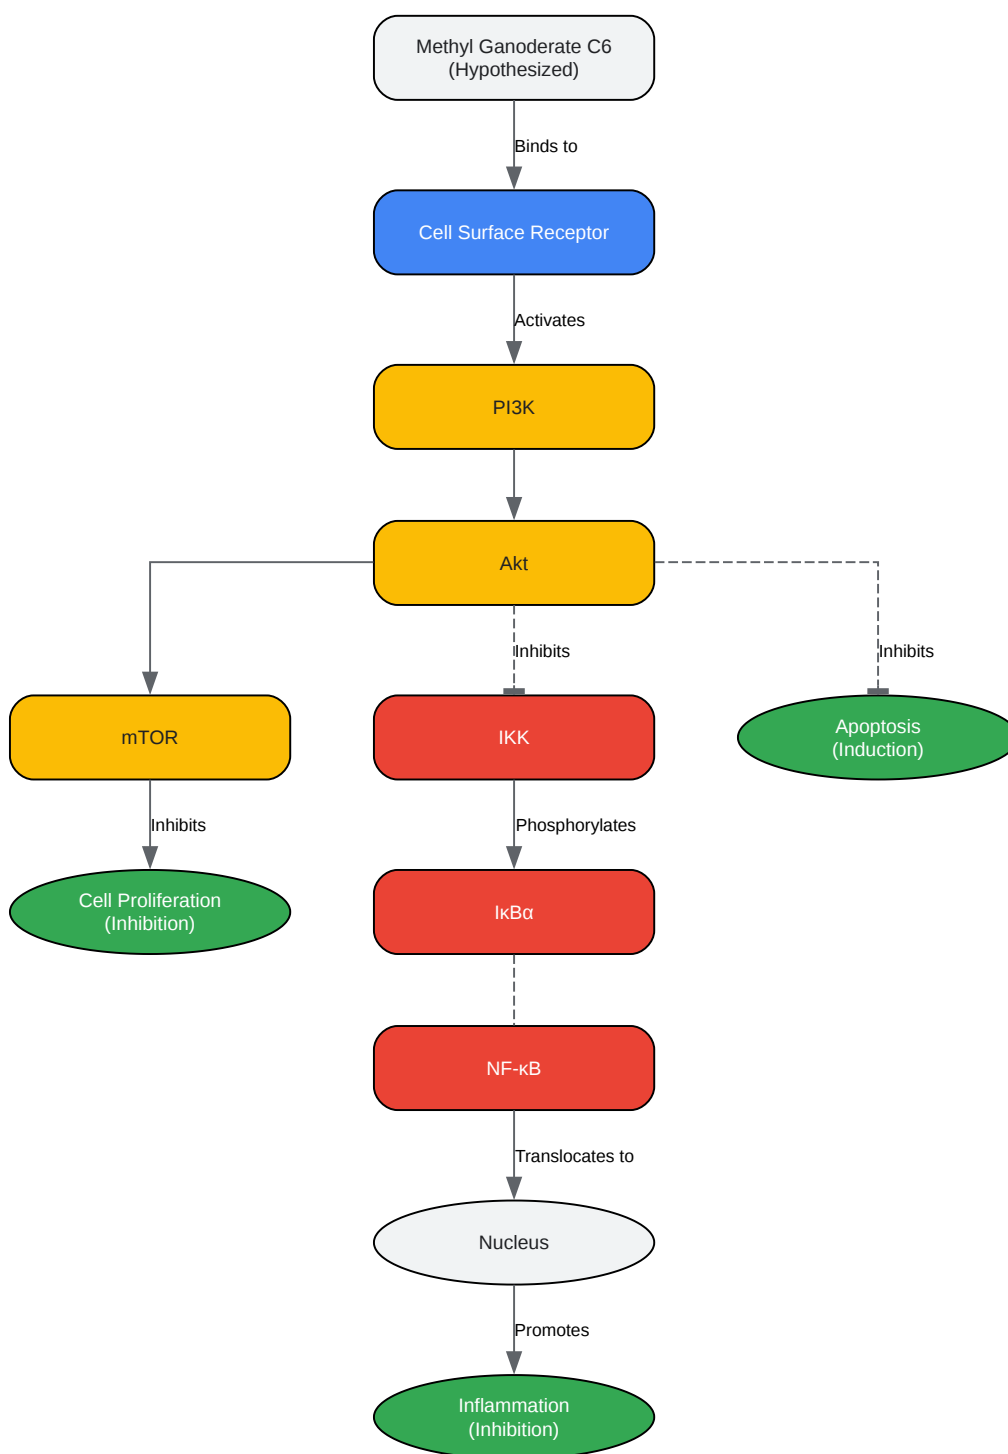 Methyl Ganoderate C6
(Hypothesized)
Binds to
Cell Surface Receptor
Activates
PI3K
Akt
Inhibits
Inhibits
mTOR
IKK
Apoptosis
(Induction)
Inhibits
Phosphorylates
Cell Proliferation
(Inhibition)
IκBα
NF-κB
Translocates to
Nucleus
Promotes
Inflammation
(Inhibition)